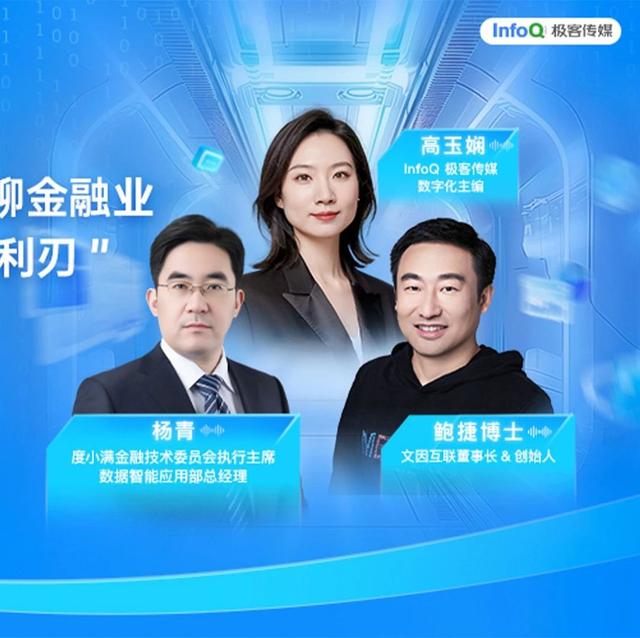 InfoQ 极客传媒
聊金融业
利刃”
高玉娴
InfoQ 极客传媒
数字化主编
杨青
度小满金融技术委员会执行主席
数据智能应用部总经理
鲍捷博士
文因互联董事长 & 创始人